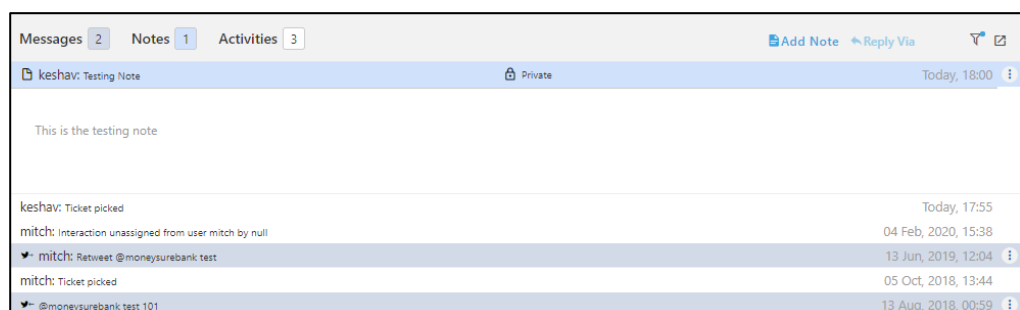 Messages 2 Notes 1 Activities 3 Add Note Reply Via
keshav: Testing Note Private Today, 18:00
This is the testing note
keshav: Ticket picked Today, 17:55
mitch: Interaction unassigned from user mitch by null 04 Feb, 2020, 15:38
mitch: Retweet @moneysurebank test 13 Jun, 2019, 12:04
mitch: Ticket picked 05 Oct, 2018, 13:44
@moneysurebank test 101 13 Aug, 2018, 00:59